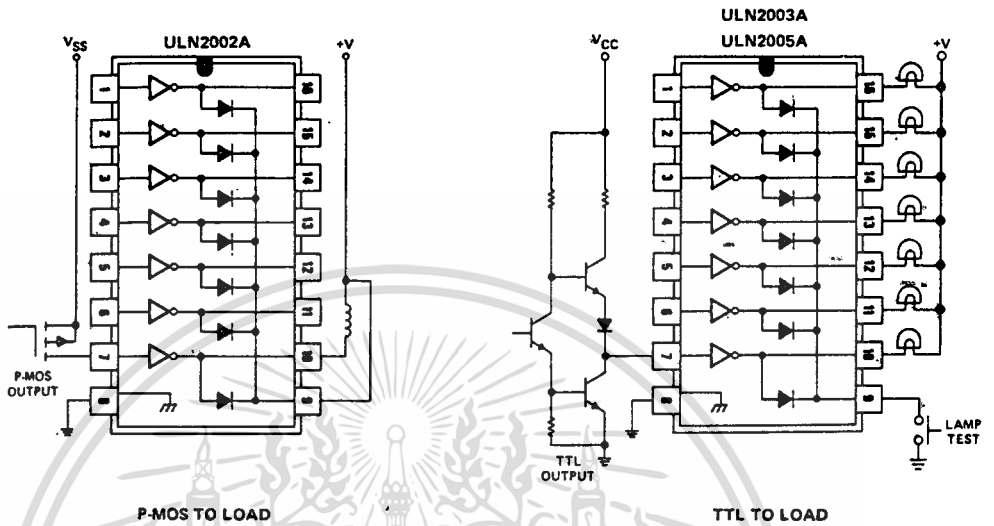 ULN2003A
ULN2005A
ULN2002A
VSS
+V
1
2
3
4
5
6
7
8
16
15
14
13
12
11
10
9
P-MOS
OUTPUT
P-MOS TO LOAD
VCC
+V
1
2
3
4
5
6
7
8
16
15
14
13
12
11
10
9
TTL
OUTPUT
LAMP
TEST
TTL TO LOAD